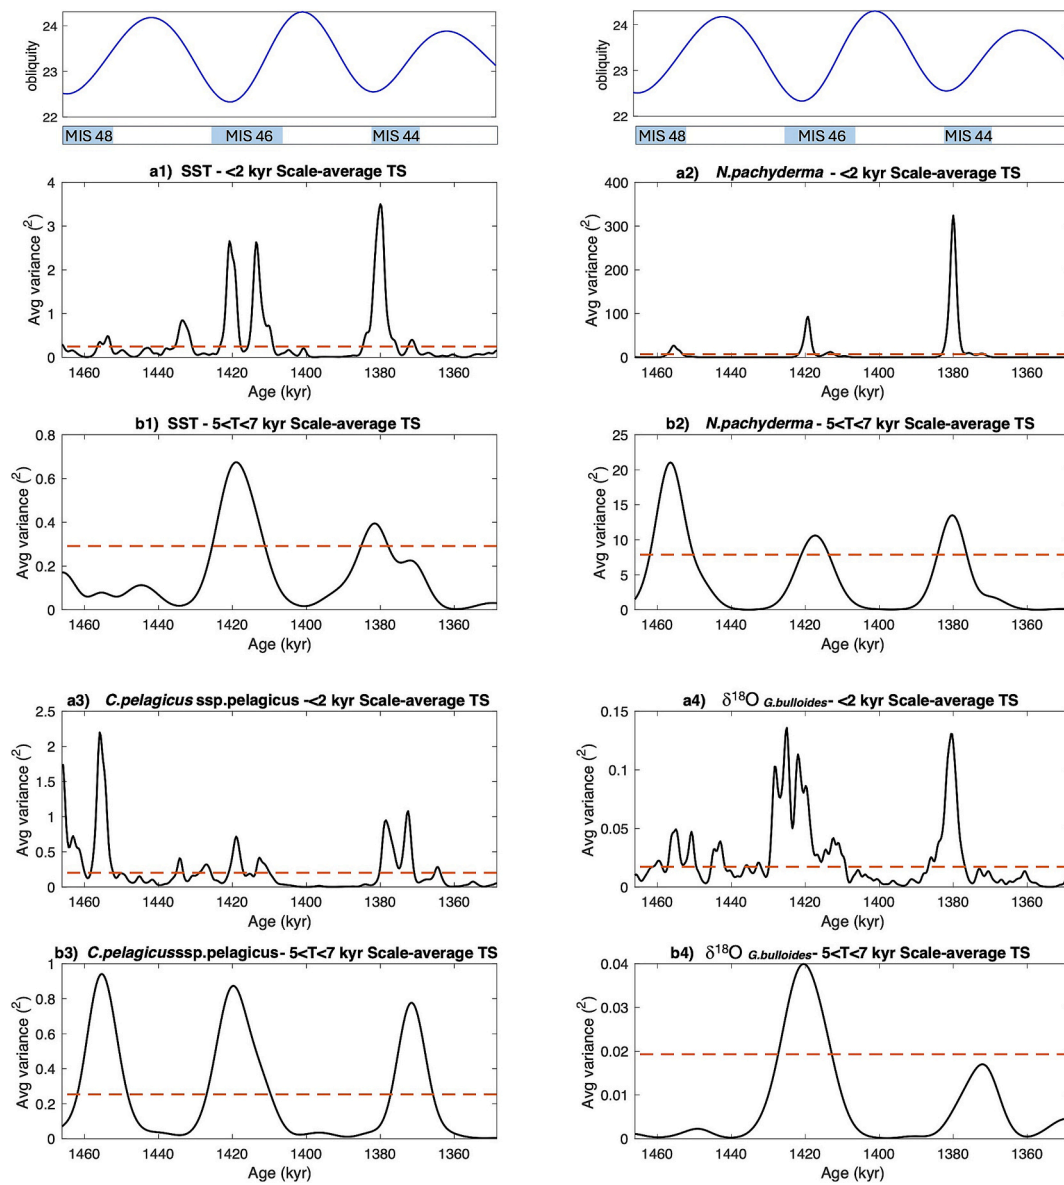 24
23
22
obliquity
MIS 48 MIS 46 MIS 44
24
23
22
obliquity
MIS 48 MIS 46 MIS 44
a1) SST - <2 kyr Scale-average TS
4
3
2
1
0
Avg variance (²)
1460 1440 1420 1400 1380 1360
Age (kyr)
a2) N.pachyderma - <2 kyr Scale-average TS
400
300
200
100
0
Avg variance (²)
1460 1440 1420 1400 1380 1360
Age (kyr)
b1) SST - 5<T<7 kyr Scale-average TS
0.8
0.6
0.4
0.2
0
Avg variance (²)
1460 1440 1420 1400 1380 1360
Age (kyr)
b2) N.pachyderma - 5<T<7 kyr Scale-average TS
25
20
15
10
5
0
Avg variance (²)
1460 1440 1420 1400 1380 1360
Age (kyr)
a3) C.pelagicus ssp.pelagicus -<2 kyr Scale-average TS
2.5
2
1.5
1
0.5
0
Avg variance (²)
1460 1440 1420 1400 1380 1360
Age (kyr)
a4) δ¹⁸O G.bulloides- <2 kyr Scale-average TS
0.15
0.1
0.05
0
Avg variance (²)
1460 1440 1420 1400 1380 1360
Age (kyr)
b3) C.pelagicusssp.pelagicus- 5<T<7 kyr Scale-average TS
1
0.8
0.6
0.4
0.2
0
Avg variance (²)
1460 1440 1420 1400 1380 1360
Age (kyr)
b4) δ¹⁸O G.bulloides- 5<T<7 kyr Scale-average TS
0.04
0.03
0.02
0.01
0
Avg variance (²)
1460 1440 1420 1400 1380 1360
Age (kyr)